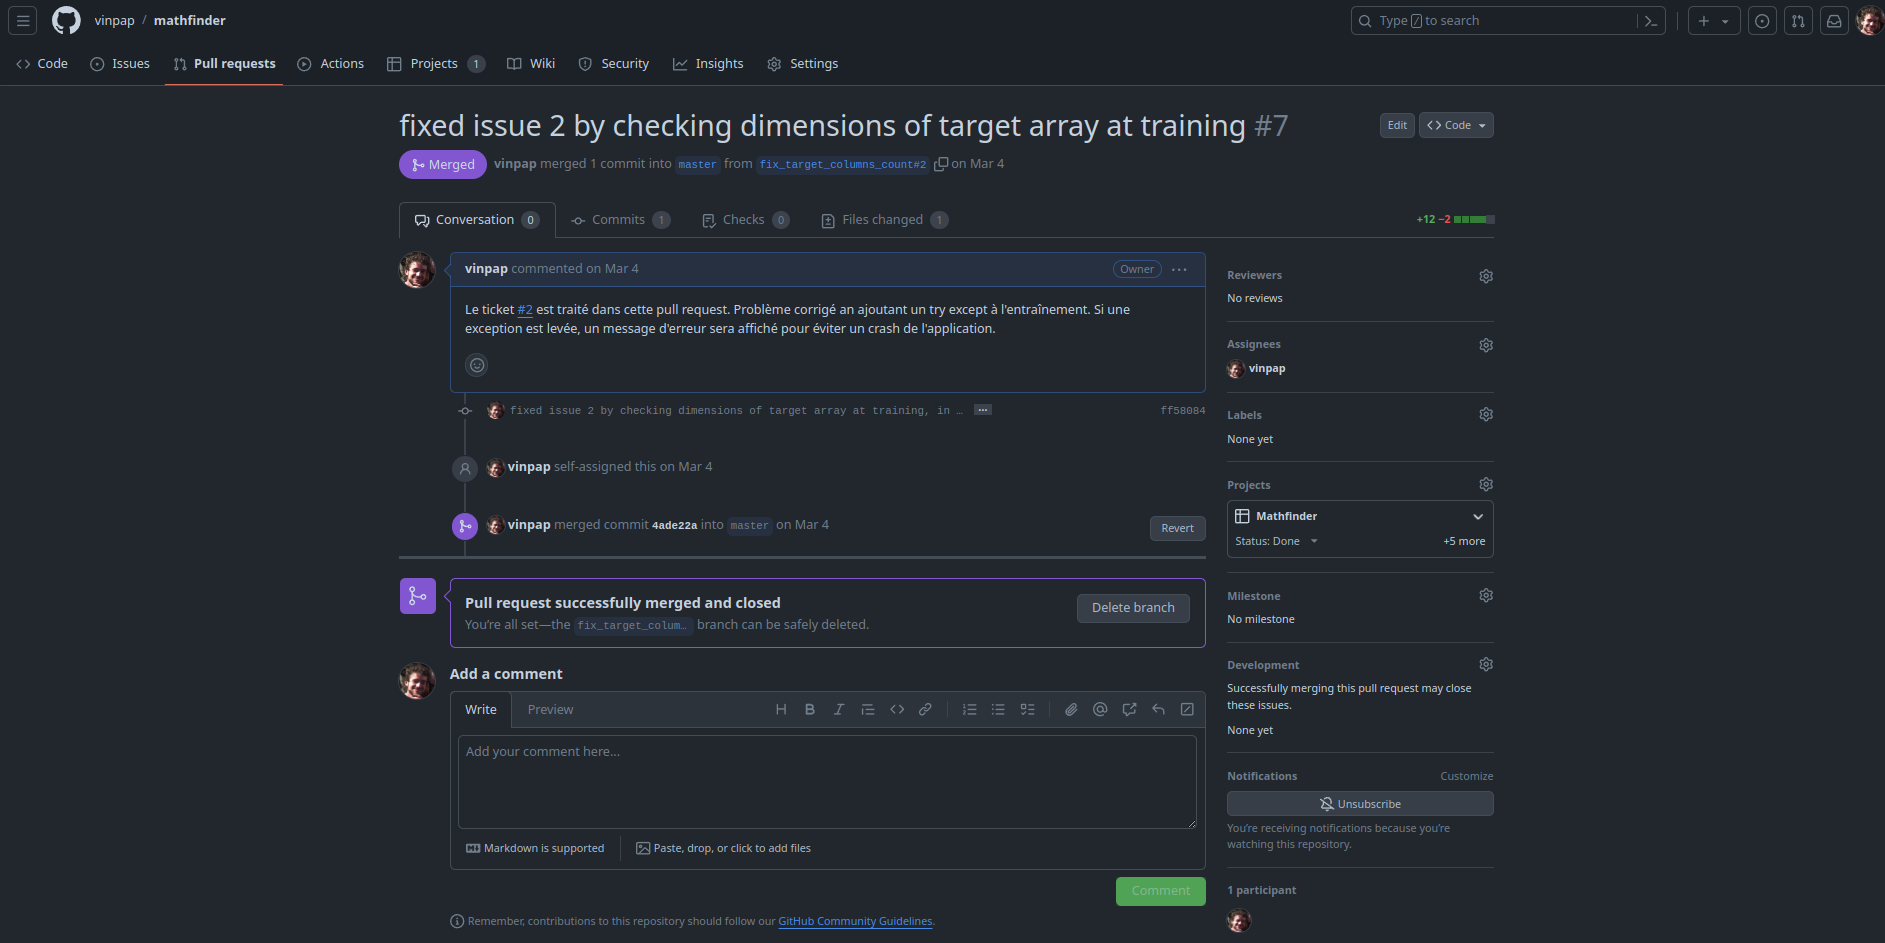 vinpap / mathfinder
Type / to search
Code
Issues
Pull requests
Actions
Projects 1
Wiki
Security
Insights
Settings
fixed issue 2 by checking dimensions of target array at training #7
Edit
Code
Merged
vinpap merged 1 commit into master from fix_target_columns_count#2 on Mar 4
Conversation 0
Commits 1
Checks 0
Files changed 1
+12 −2
vinpap commented on Mar 4
Owner
Le ticket #2 est traité dans cette pull request. Problème corrigé an ajoutant un try except à l'entraînement. Si une
exception est levée, un message d'erreur sera affiché pour éviter un crash de l'application.
fixed issue 2 by checking dimensions of target array at training, in …
ff58084
vinpap self-assigned this on Mar 4
vinpap merged commit 4ade22a into master on Mar 4
Revert
Pull request successfully merged and closed
You're all set—the fix_target_colum… branch can be safely deleted.
Delete branch
Add a comment
Write
Preview
Add your comment here...
Markdown is supported
Paste, drop, or click to add files
Comment
Remember, contributions to this repository should follow our GitHub Community Guidelines.
Reviewers
No reviews
Assignees
vinpap
Labels
None yet
Projects
Mathfinder
Status: Done
+5 more
Milestone
No milestone
Development
Successfully merging this pull request may close
these issues.
None yet
Notifications
Customize
Unsubscribe
You're receiving notifications because you're
watching this repository.
1 participant